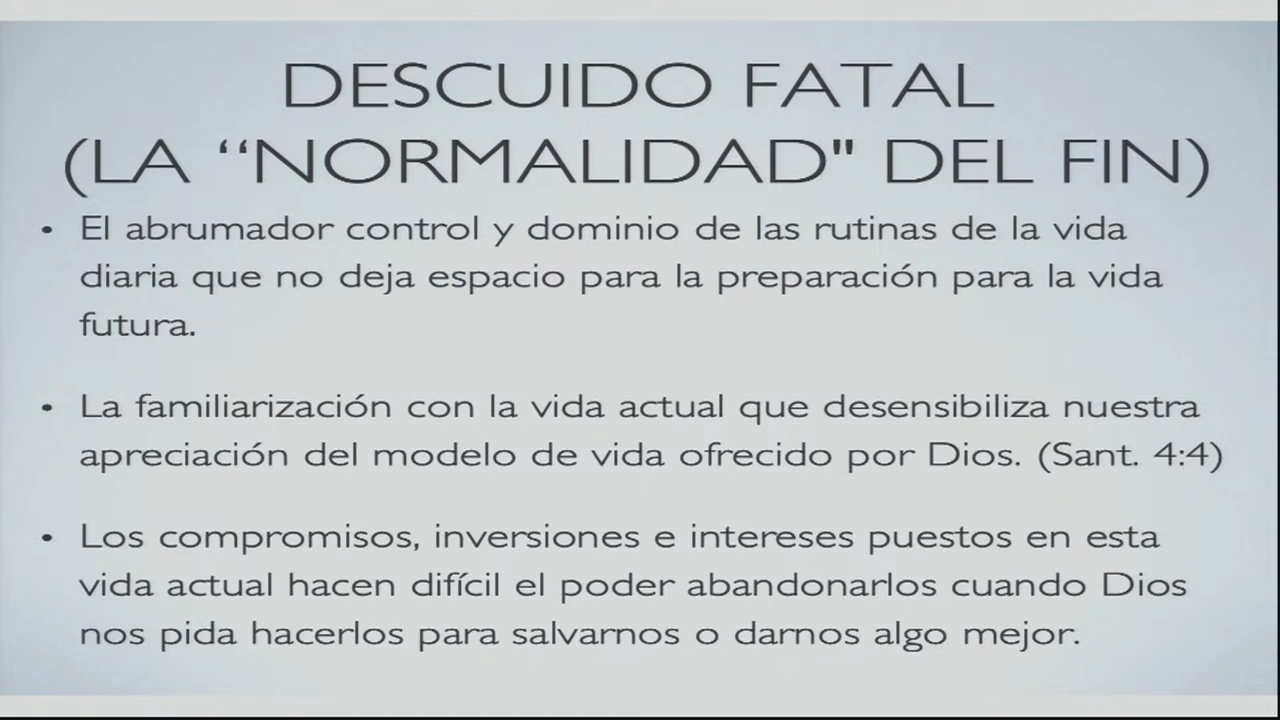 DESCUIDO FATAL
(LA “NORMALIDAD" DEL FIN)
• El abrumador control y dominio de las rutinas de la vida
diaria que no deja espacio para la preparación para la vida
futura.
• La familiarización con la vida actual que desensibiliza nuestra
apreciación del modelo de vida ofrecido por Dios. (Sant. 4:4)
• Los compromisos, inversiones e intereses puestos en esta
vida actual hacen difícil el poder abandonarlos cuando Dios
nos pida hacerlos para salvarnos o darnos algo mejor.